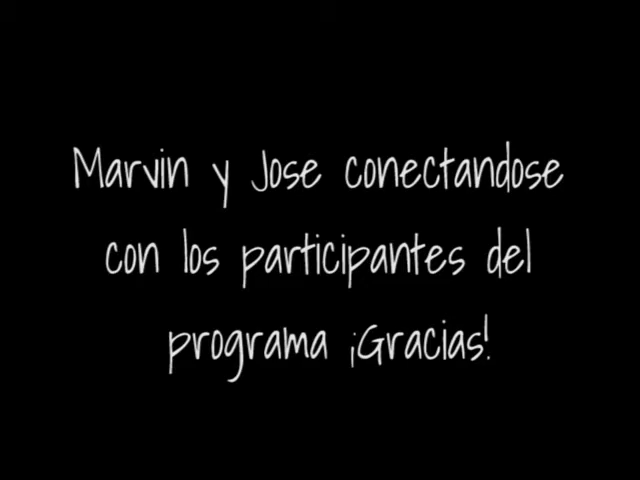 Marvin y Jose conectandose
con los participantes del
programa ¡Gracias!